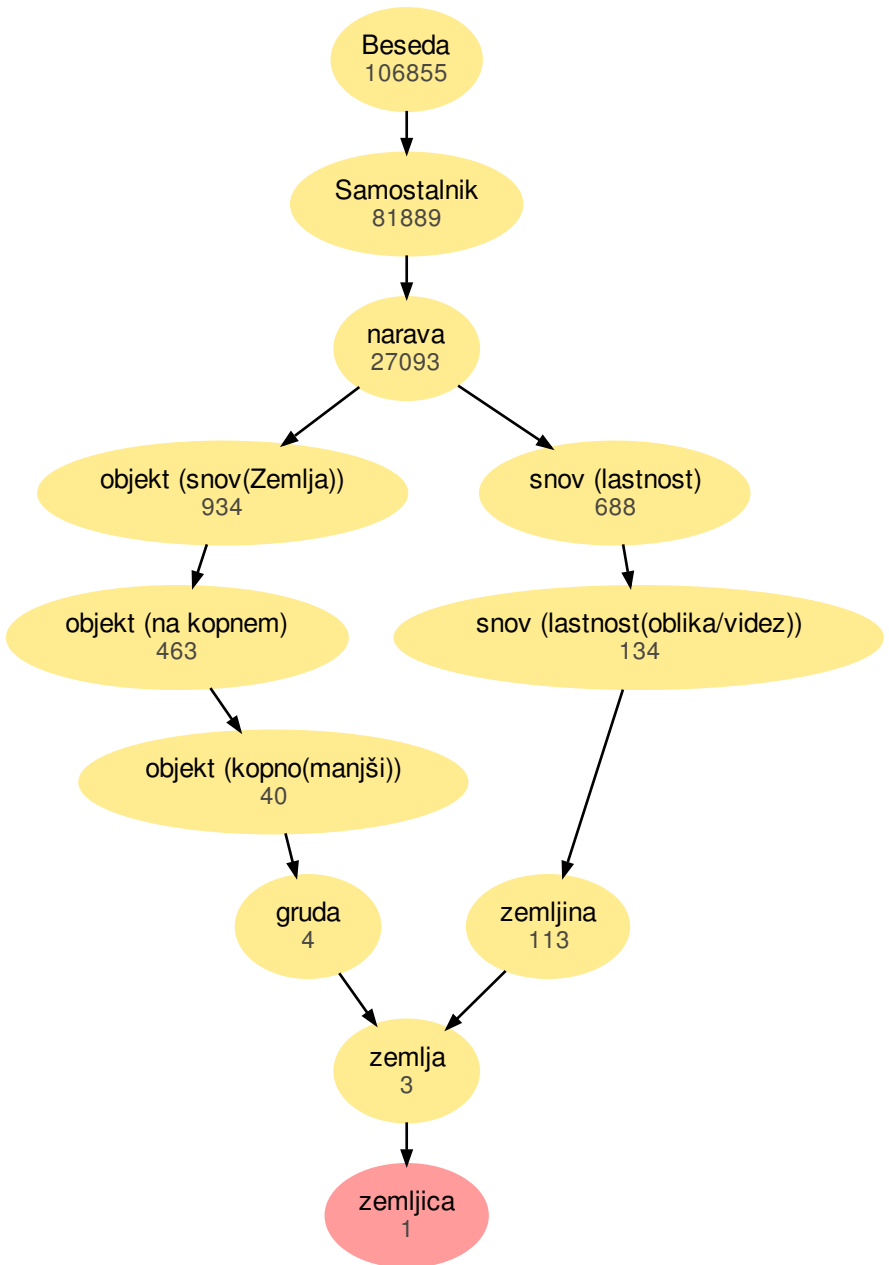 Beseda
106855
Samostalnik
81889
narava
27093
objekt (snov(Zemlja))
934
snov (lastnost)
688
objekt (na kopnem)
463
snov (lastnost(oblika/videz))
134
objekt (kopno(manjši))
40
gruda
4
zemljina
113
zemlja
3
zemljica
1